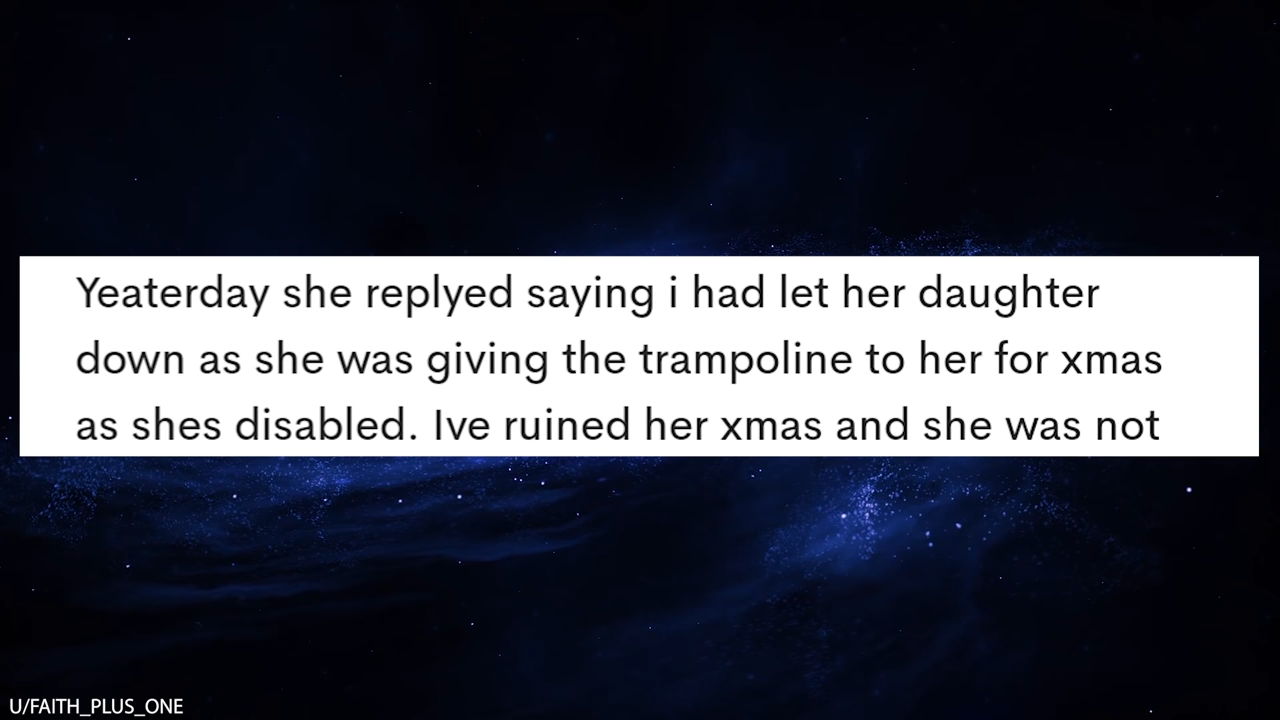 Yeaterday she replyed saying i had let her daughter
down as she was giving the trampoline to her for xmas
as shes disabled. Ive ruined her xmas and she was not
U/FAITH_PLUS_ONE